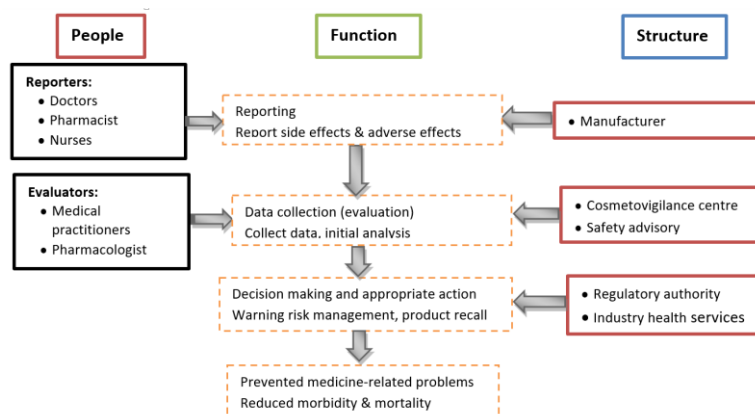 People
Function
Structure
Reporters:
• Doctors
• Pharmacist
• Nurses
Reporting
Report side effects & adverse effects
• Manufacturer
Evaluators:
• Medical
practitioners
• Pharmacologist
Data collection (evaluation)
Collect data, initial analysis
• Cosmetovigilance centre
• Safety advisory
Decision making and appropriate action
Warning risk management, product recall
• Regulatory authority
• Industry health services
Prevented medicine-related problems
Reduced morbidity & mortality